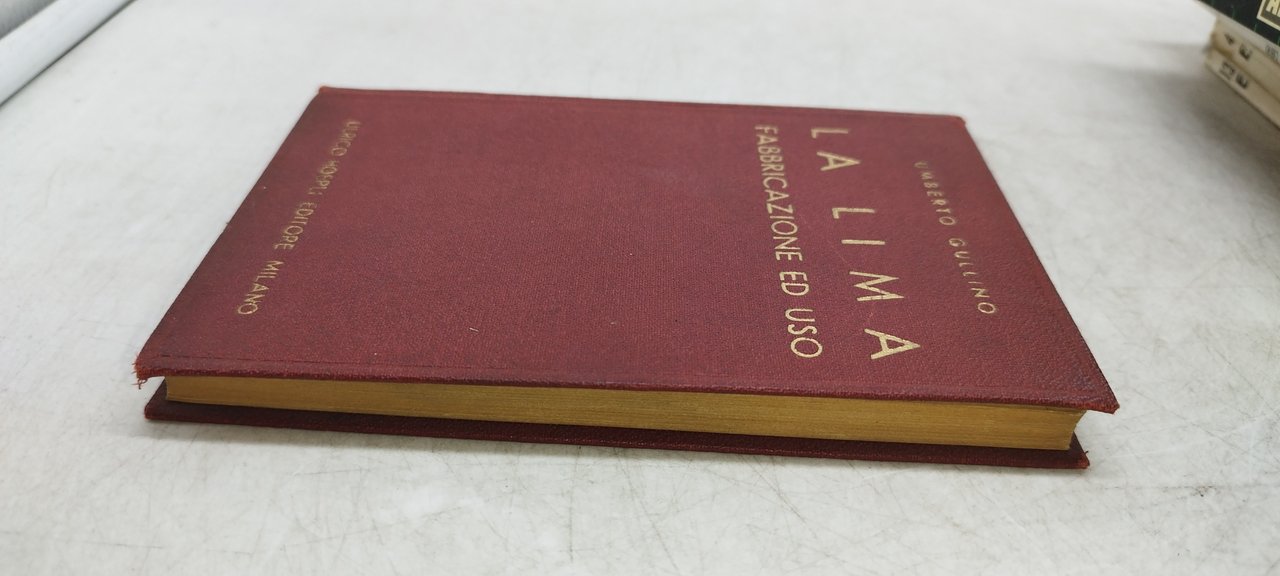 UMBERTO GULLINO
LA LIMA
FABBRICAZIONE ED USO
ULRICO HOEPLI EDITORE MILANO